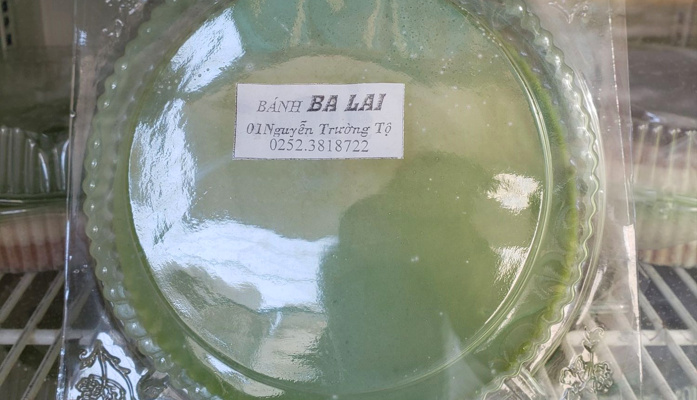 BÁNH BA LAI
01Nguyễn Trường Tộ
0252.3818722